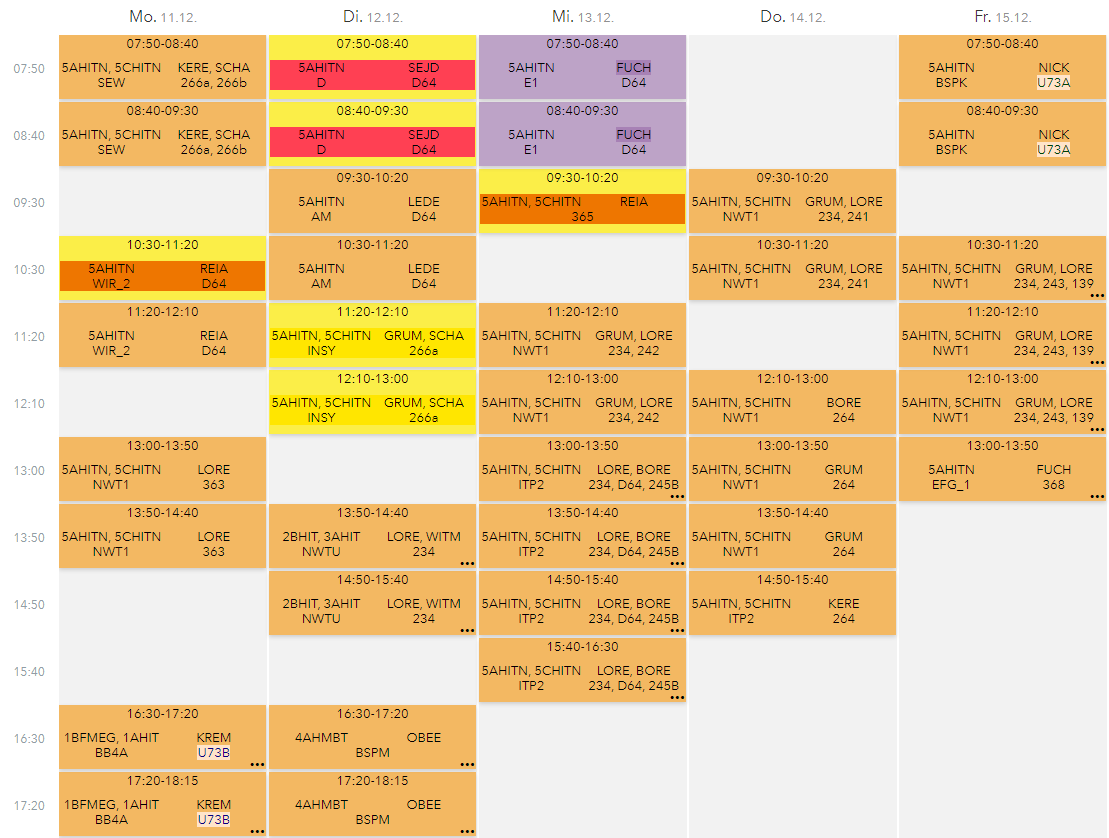 Mo. 11.12. Di. 12.12. Mi. 13.12. Do. 14.12. Fr. 15.12.
07:50
07:50-08:40
5AHITN, 5CHITN KERE, SCHA
SEW 266a, 266b
07:50-08:40
5AHITN SEJD
D D64
07:50-08:40
5AHITN FUCH
E1 D64
07:50-08:40
5AHITN NICK
BSPK U73A
08:40
08:40-09:30
5AHITN, 5CHITN KERE, SCHA
SEW 266a, 266b
08:40-09:30
5AHITN SEJD
D D64
08:40-09:30
5AHITN FUCH
E1 D64
08:40-09:30
5AHITN NICK
BSPK U73A
09:30
09:30-10:20
5AHITN LEDE
AM D64
09:30-10:20
5AHITN, 5CHITN REIA
365
09:30-10:20
5AHITN, 5CHITN GRUM, LORE
NWT1 234, 241
10:30
10:30-11:20
5AHITN REIA
WIR_2 D64
10:30-11:20
5AHITN LEDE
AM D64
10:30-11:20
5AHITN, 5CHITN GRUM, LORE
NWT1 234, 241
10:30-11:20
5AHITN, 5CHITN GRUM, LORE
NWT1 234, 243, 139
11:20
11:20-12:10
5AHITN REIA
WIR_2 D64
11:20-12:10
5AHITN, 5CHITN GRUM, SCHA
INSY 266a
11:20-12:10
5AHITN, 5CHITN GRUM, LORE
NWT1 234, 242
11:20-12:10
5AHITN, 5CHITN GRUM, LORE
NWT1 234, 243, 139
12:10
12:10-13:00
5AHITN, 5CHITN GRUM, SCHA
INSY 266a
12:10-13:00
5AHITN, 5CHITN GRUM, LORE
NWT1 234, 242
12:10-13:00
5AHITN, 5CHITN BORE
NWT1 264
12:10-13:00
5AHITN, 5CHITN GRUM, LORE
NWT1 234, 243, 139
13:00
13:00-13:50
5AHITN, 5CHITN LORE
NWT1 363
13:00-13:50
5AHITN, 5CHITN LORE, BORE
ITP2 234, D64, 245B
13:00-13:50
5AHITN, 5CHITN GRUM
NWT1 264
13:00-13:50
5AHITN FUCH
EFG_1 368
13:50
13:50-14:40
5AHITN, 5CHITN LORE
NWT1 363
13:50-14:40
2BHIT, 3AHIT LORE, WITM
NWTU 234
13:50-14:40
5AHITN, 5CHITN LORE, BORE
ITP2 234, D64, 245B
13:50-14:40
5AHITN, 5CHITN GRUM
NWT1 264
14:50
14:50-15:40
2BHIT, 3AHIT LORE, WITM
NWTU 234
14:50-15:40
5AHITN, 5CHITN LORE, BORE
ITP2 234, D64, 245B
14:50-15:40
5AHITN, 5CHITN KERE
ITP2 264
15:40
15:40-16:30
5AHITN, 5CHITN LORE, BORE
ITP2 234, D64, 245B
16:30
16:30-17:20
1BFMEG, 1AHIT KREM
BB4A U73B
16:30-17:20
4AHMBT OBEE
BSPM
17:20
17:20-18:15
1BFMEG, 1AHIT KREM
BB4A U73B
17:20-18:15
4AHMBT OBEE
BSPM